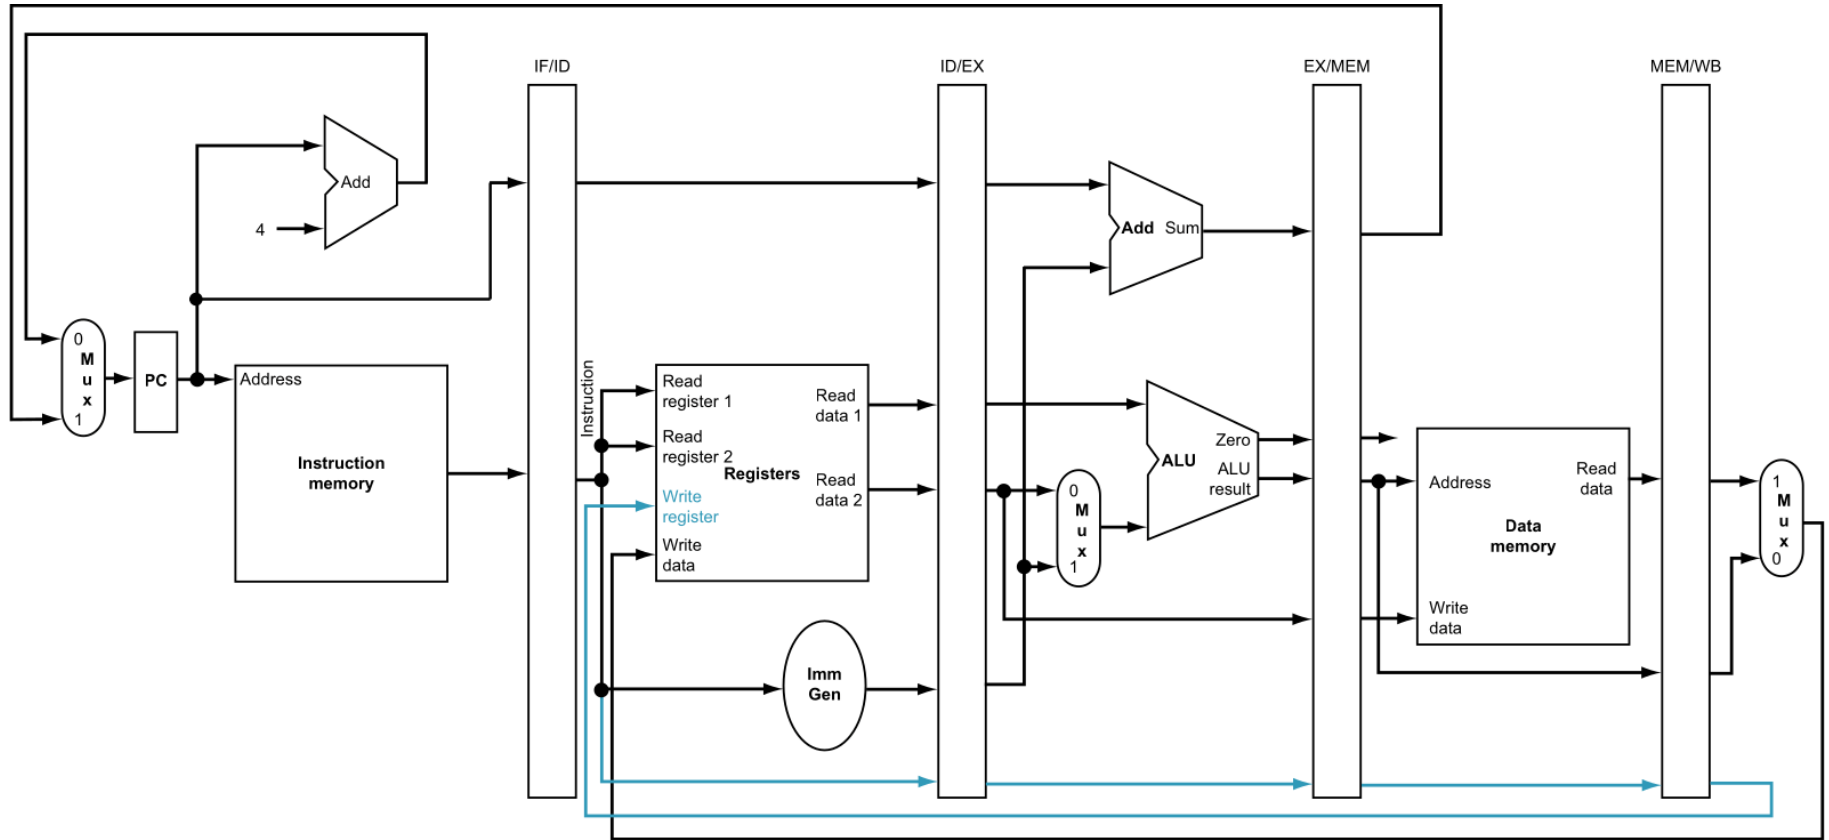 IF/ID
ID/EX
EX/MEM
MEM/WB
Add
4
Add Sum
0
M
u
x
1
PC
Address
Instruction
memory
Instruction
Read
register 1
Read
register 2
Write
register
Write
data
Registers
Read
data 1
Read
data 2
Imm
Gen
0
M
u
x
1
Zero
ALU
ALU
result
Address
Read
data
Data
memory
Write
data
1
M
u
x
0